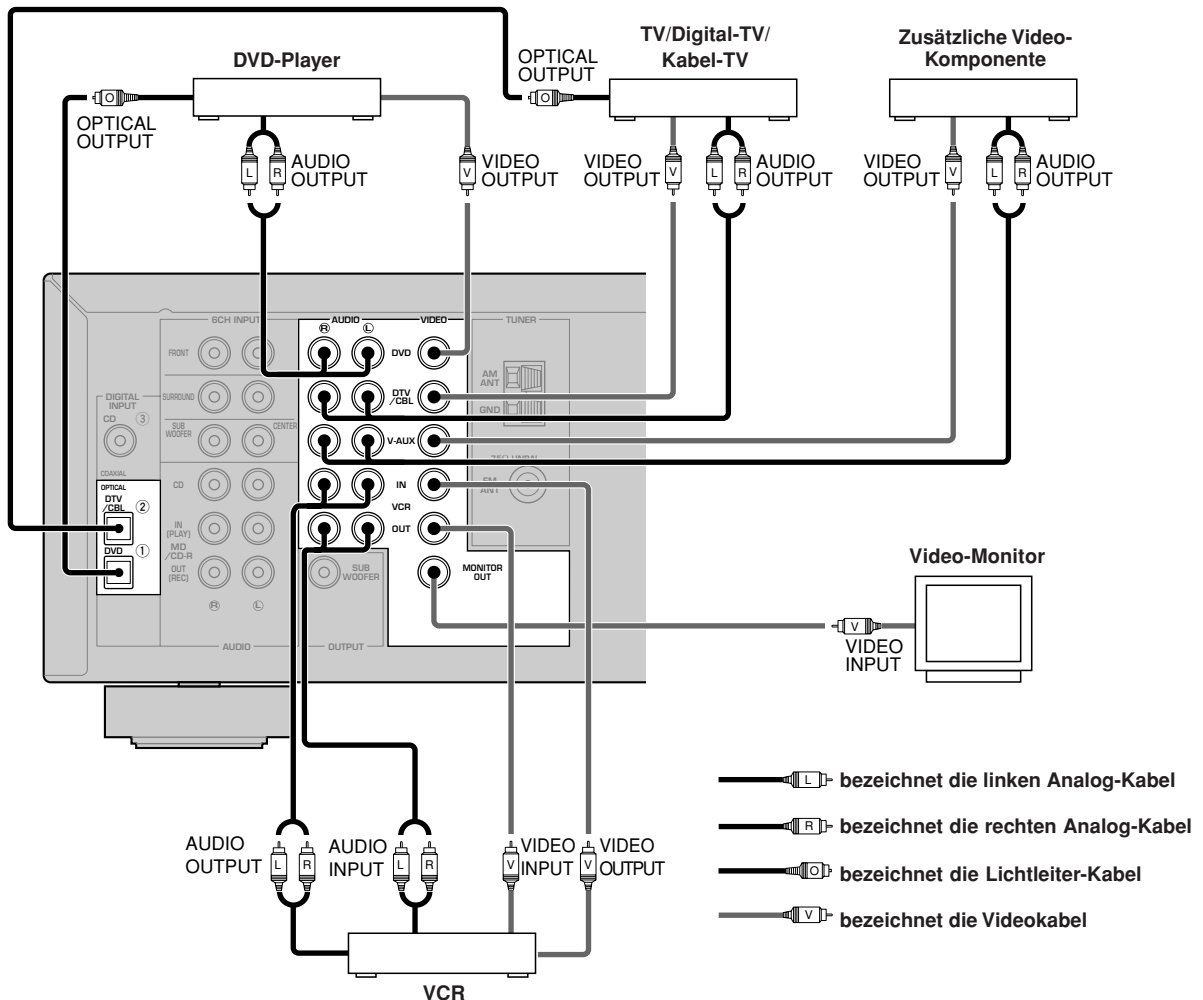 DVD-Player
TV/Digital-TV/
Kabel-TV
Zusätzliche Video-
Komponente
OPTICAL
OUTPUT
O
OPTICAL
OUTPUT
O
L
R
AUDIO
OUTPUT
V
VIDEO
OUTPUT
VIDEO
OUTPUT
V
L
R
AUDIO
OUTPUT
VIDEO
OUTPUT
V
L
R
AUDIO
OUTPUT
6CH INPUT
AUDIO
R
L
VIDEO
TUNER
FRONT
DVD
AM
ANT
GND
DIGITAL
INPUT
CD
③
SURROUND
DTV
/CBL
SUB
WOOFER
CENTER
V-AUX
75Ω UNBAL.
FM
ANT
COAXIAL
OPTICAL
DTV
/CBL
②
CD
IN
VCR
OUT
IN
(PLAY)
MD
/CD-R
OUT
(REC)
DVD
①
SUB
WOOFER
MONITOR
OUT
R
L
AUDIO
OUTPUT
Video-Monitor
V
VIDEO
INPUT
AUDIO
OUTPUT
L
R
AUDIO
INPUT
L
R
V
VIDEO
INPUT
V
VIDEO
OUTPUT
VCR
L bezeichnet die linken Analog-Kabel
R bezeichnet die rechten Analog-Kabel
O bezeichnet die Lichtleiter-Kabel
V bezeichnet die Videokabel